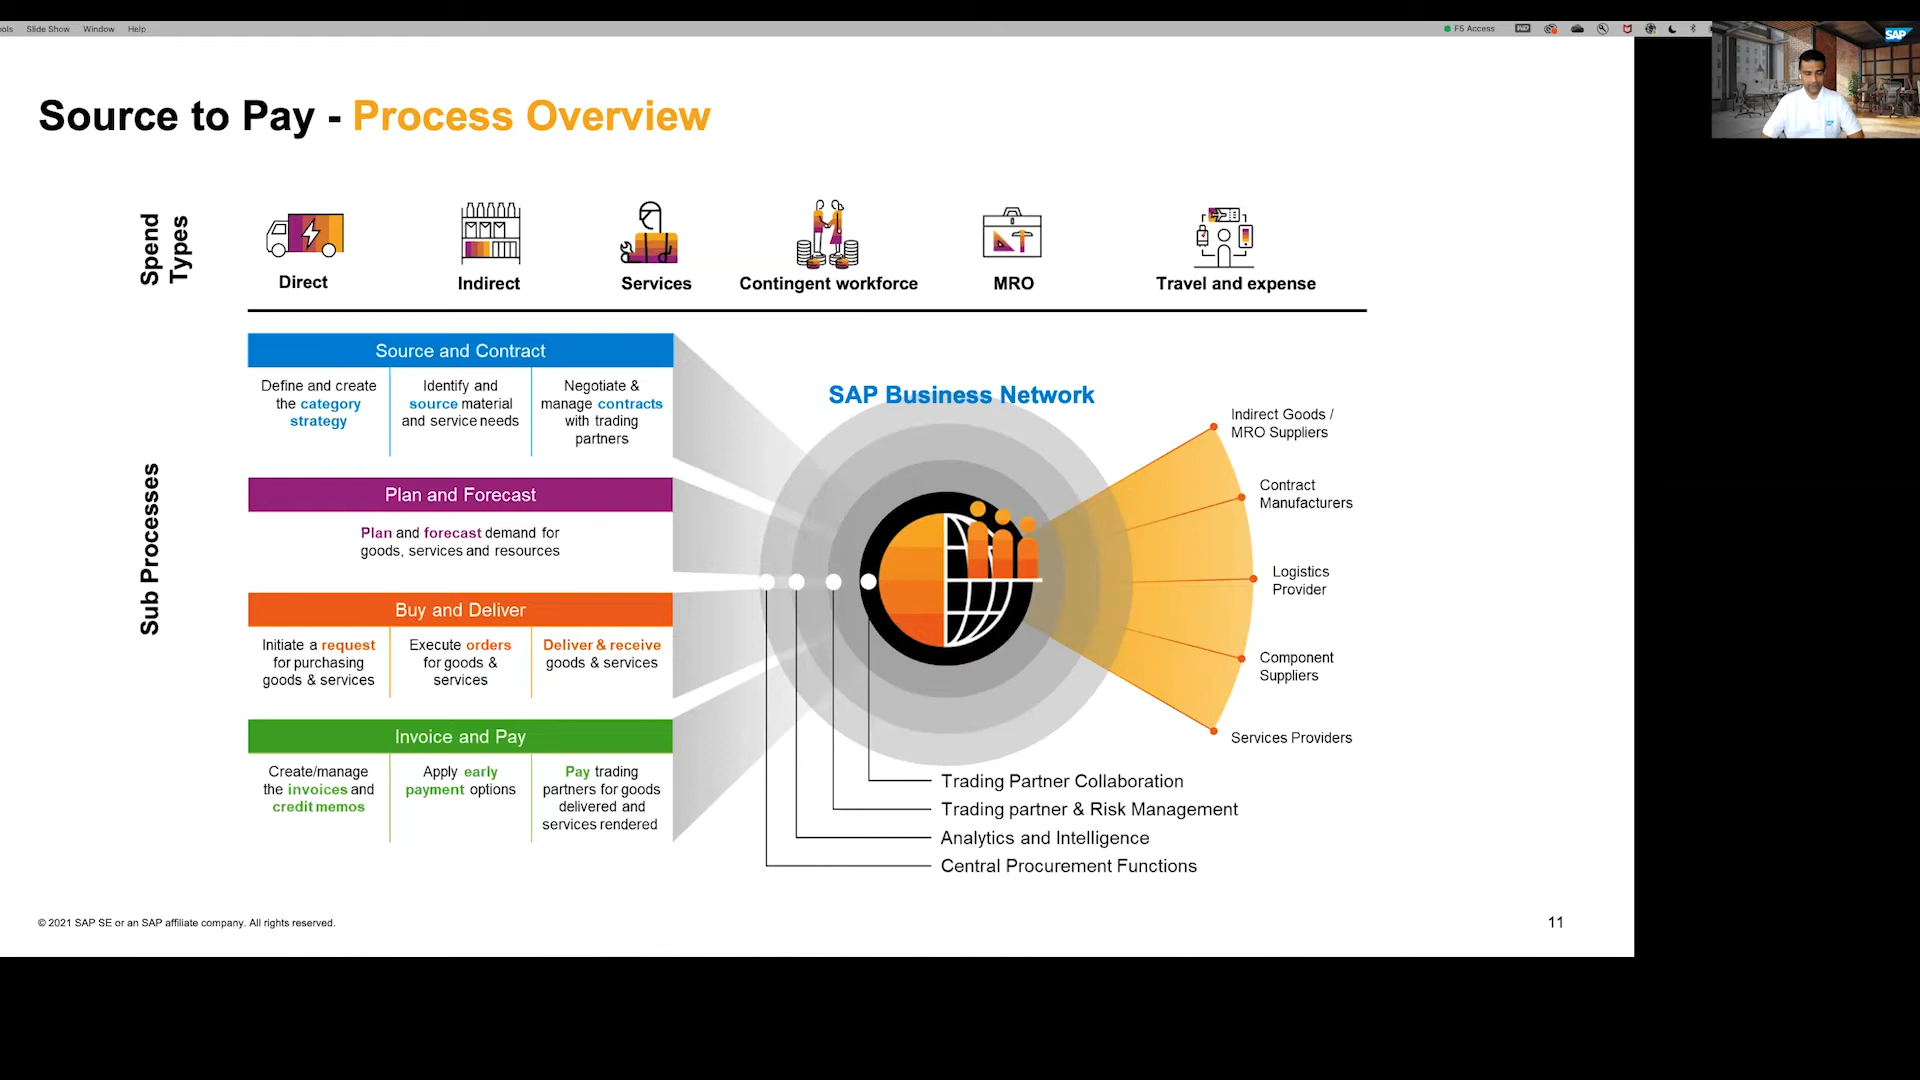 ools Slide Show Window Help
F5 Access
SAP
Source to Pay - Process Overview
Spend
Types
Direct
Indirect
Services
Contingent workforce
MRO
Travel and expense
Sub Processes
Source and Contract
Define and create
the category
strategy
Identify and
source material
and service needs
Negotiate &
manage contracts
with trading
partners
Plan and Forecast
Plan and forecast demand for
goods, services and resources
Buy and Deliver
Initiate a request
for purchasing
goods & services
Execute orders
for goods &
services
Deliver & receive
goods & services
Invoice and Pay
Create/manage
the invoices and
credit memos
Apply early
payment options
Pay trading
partners for goods
delivered and
services rendered
SAP Business Network
Indirect Goods /
MRO Suppliers
Contract
Manufacturers
Logistics
Provider
Component
Suppliers
Services Providers
Trading Partner Collaboration
Trading partner & Risk Management
Analytics and Intelligence
Central Procurement Functions
© 2021 SAP SE or an SAP affiliate company. All rights reserved.
11